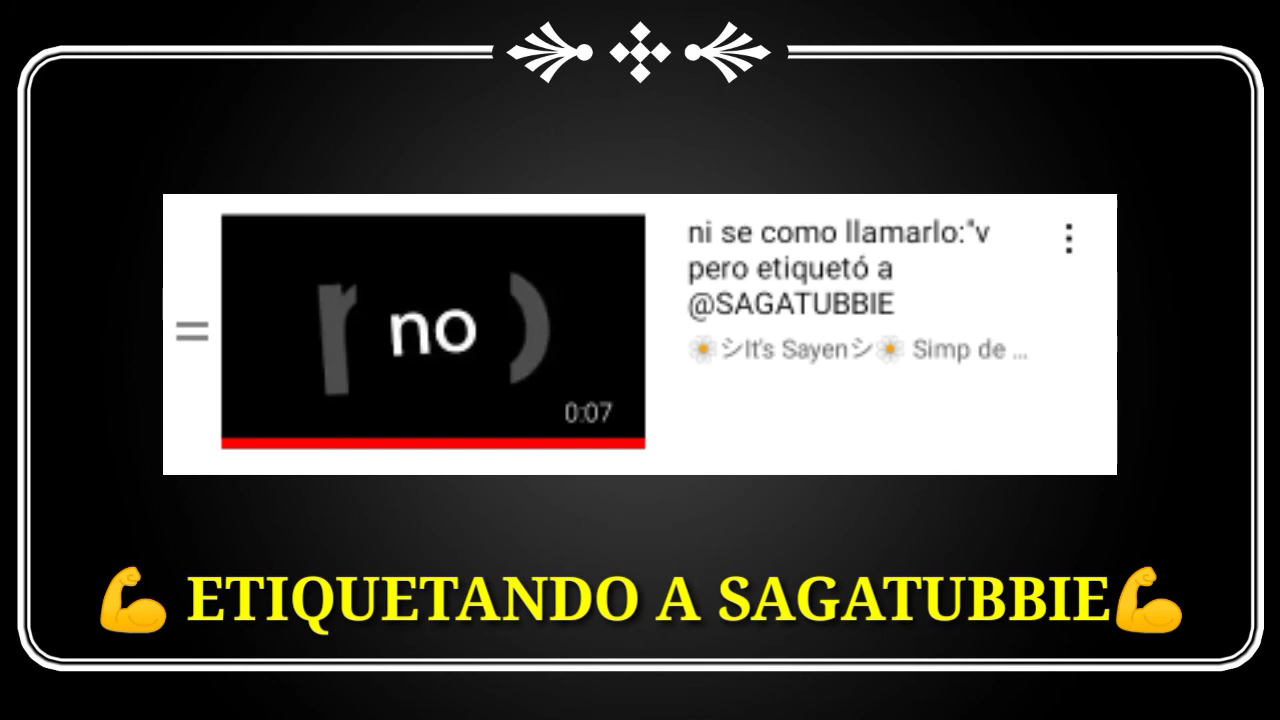 no
0:07
ni se como llamarlo:"v
pero etiquetó a
@SAGATUBBIE
🌼シIt's Sayenシ🌼 Simp de ...
💪 ETIQUETANDO A SAGATUBBIE💪